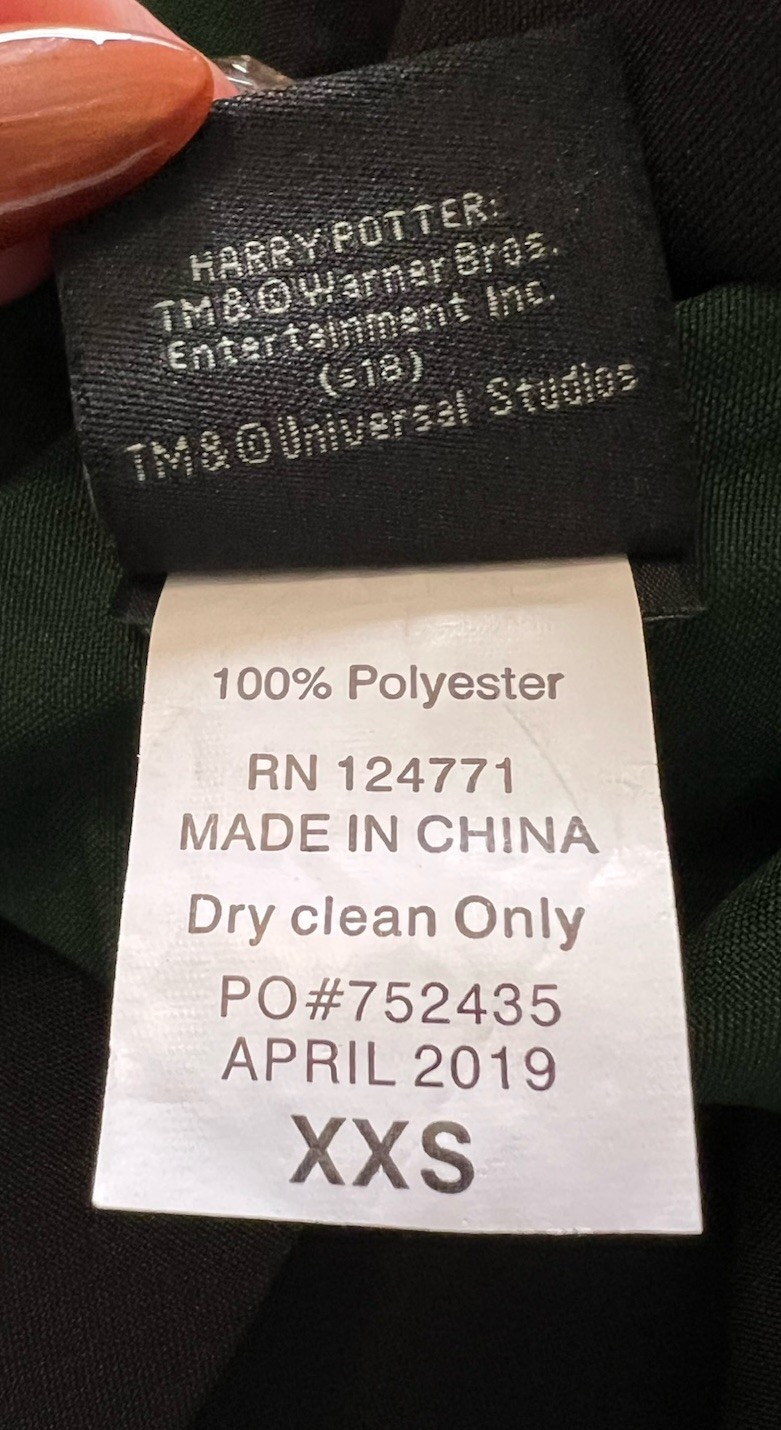 HARRY POTTER:
TM & © Warner Bros.
Entertainment Inc.
(s18)
TM & © Universal Studios
100% Polyester
RN 124771
MADE IN CHINA
Dry clean Only
PO#752435
APRIL 2019
XXS